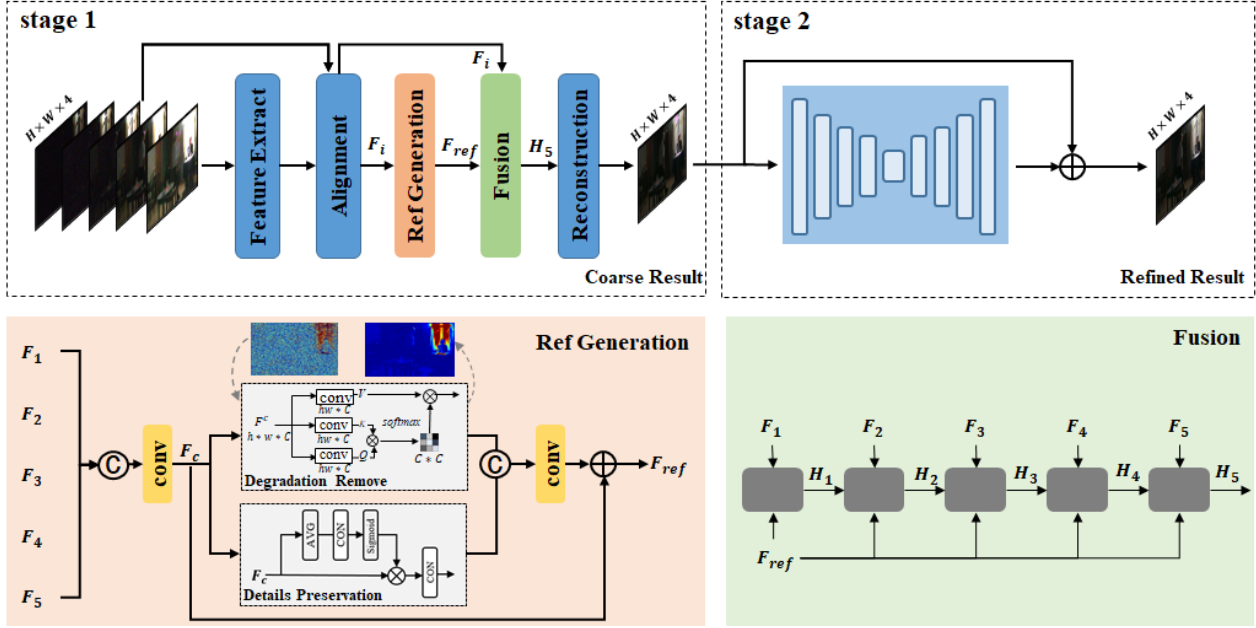 stage 1
H×W×4
Feature Extract
Alignment
F_i
Ref Generation
F_ref
F_i
Fusion
H_5
Reconstruction
H×W×4
Coarse Result
stage 2
H×W×4
Refined Result
Ref Generation
F_1
F_2
F_3
F_4
F_5
C
conv
F_c
F^c
h * w * C
conv
hw * C
V
conv
hw * C
K
conv
hw * C
Q
softmax
C * C
Degradation Remove
F_c
AVG
CON
Sigmoid
CON
Details Preservation
C
conv
F_ref
Fusion
F_1
F_2
F_3
F_4
F_5
H_1
H_2
H_3
H_4
H_5
F_ref